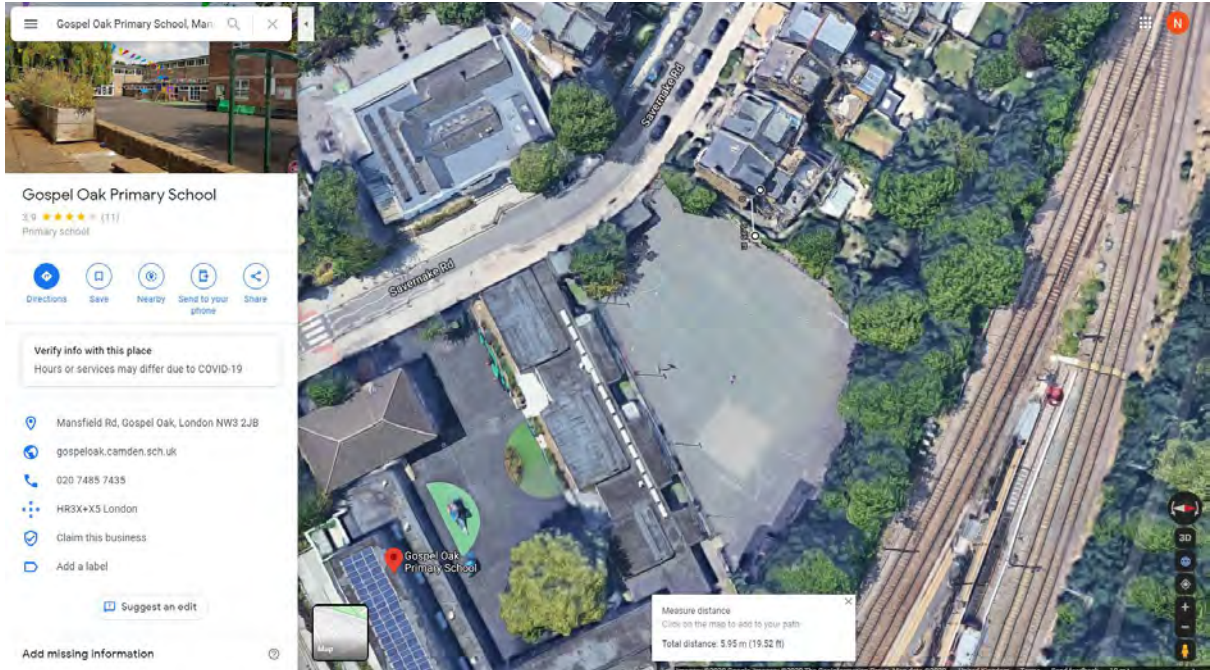 Gospel Oak Primary School, Man
N
Gospel Oak Primary School
3.9 (11)
Primary school
Directions
Save
Nearby
Send to your
phone
Share
Verify info with this place
Hours or services may differ due to COVID-19
Mansfield Rd, Gospel Oak, London NW3 2JB
gospeloak.camden.sch.uk
020 7485 7435
HR3X+X5 London
Claim this business
Add a label
Suggest an edit
Add missing information
Savernake Rd
Savernake Rd
Gospel Oak
Primary School
Map
Measure distance
Click on the map to add to your path
Total distance: 5.95 m (19.52 ft)
3D